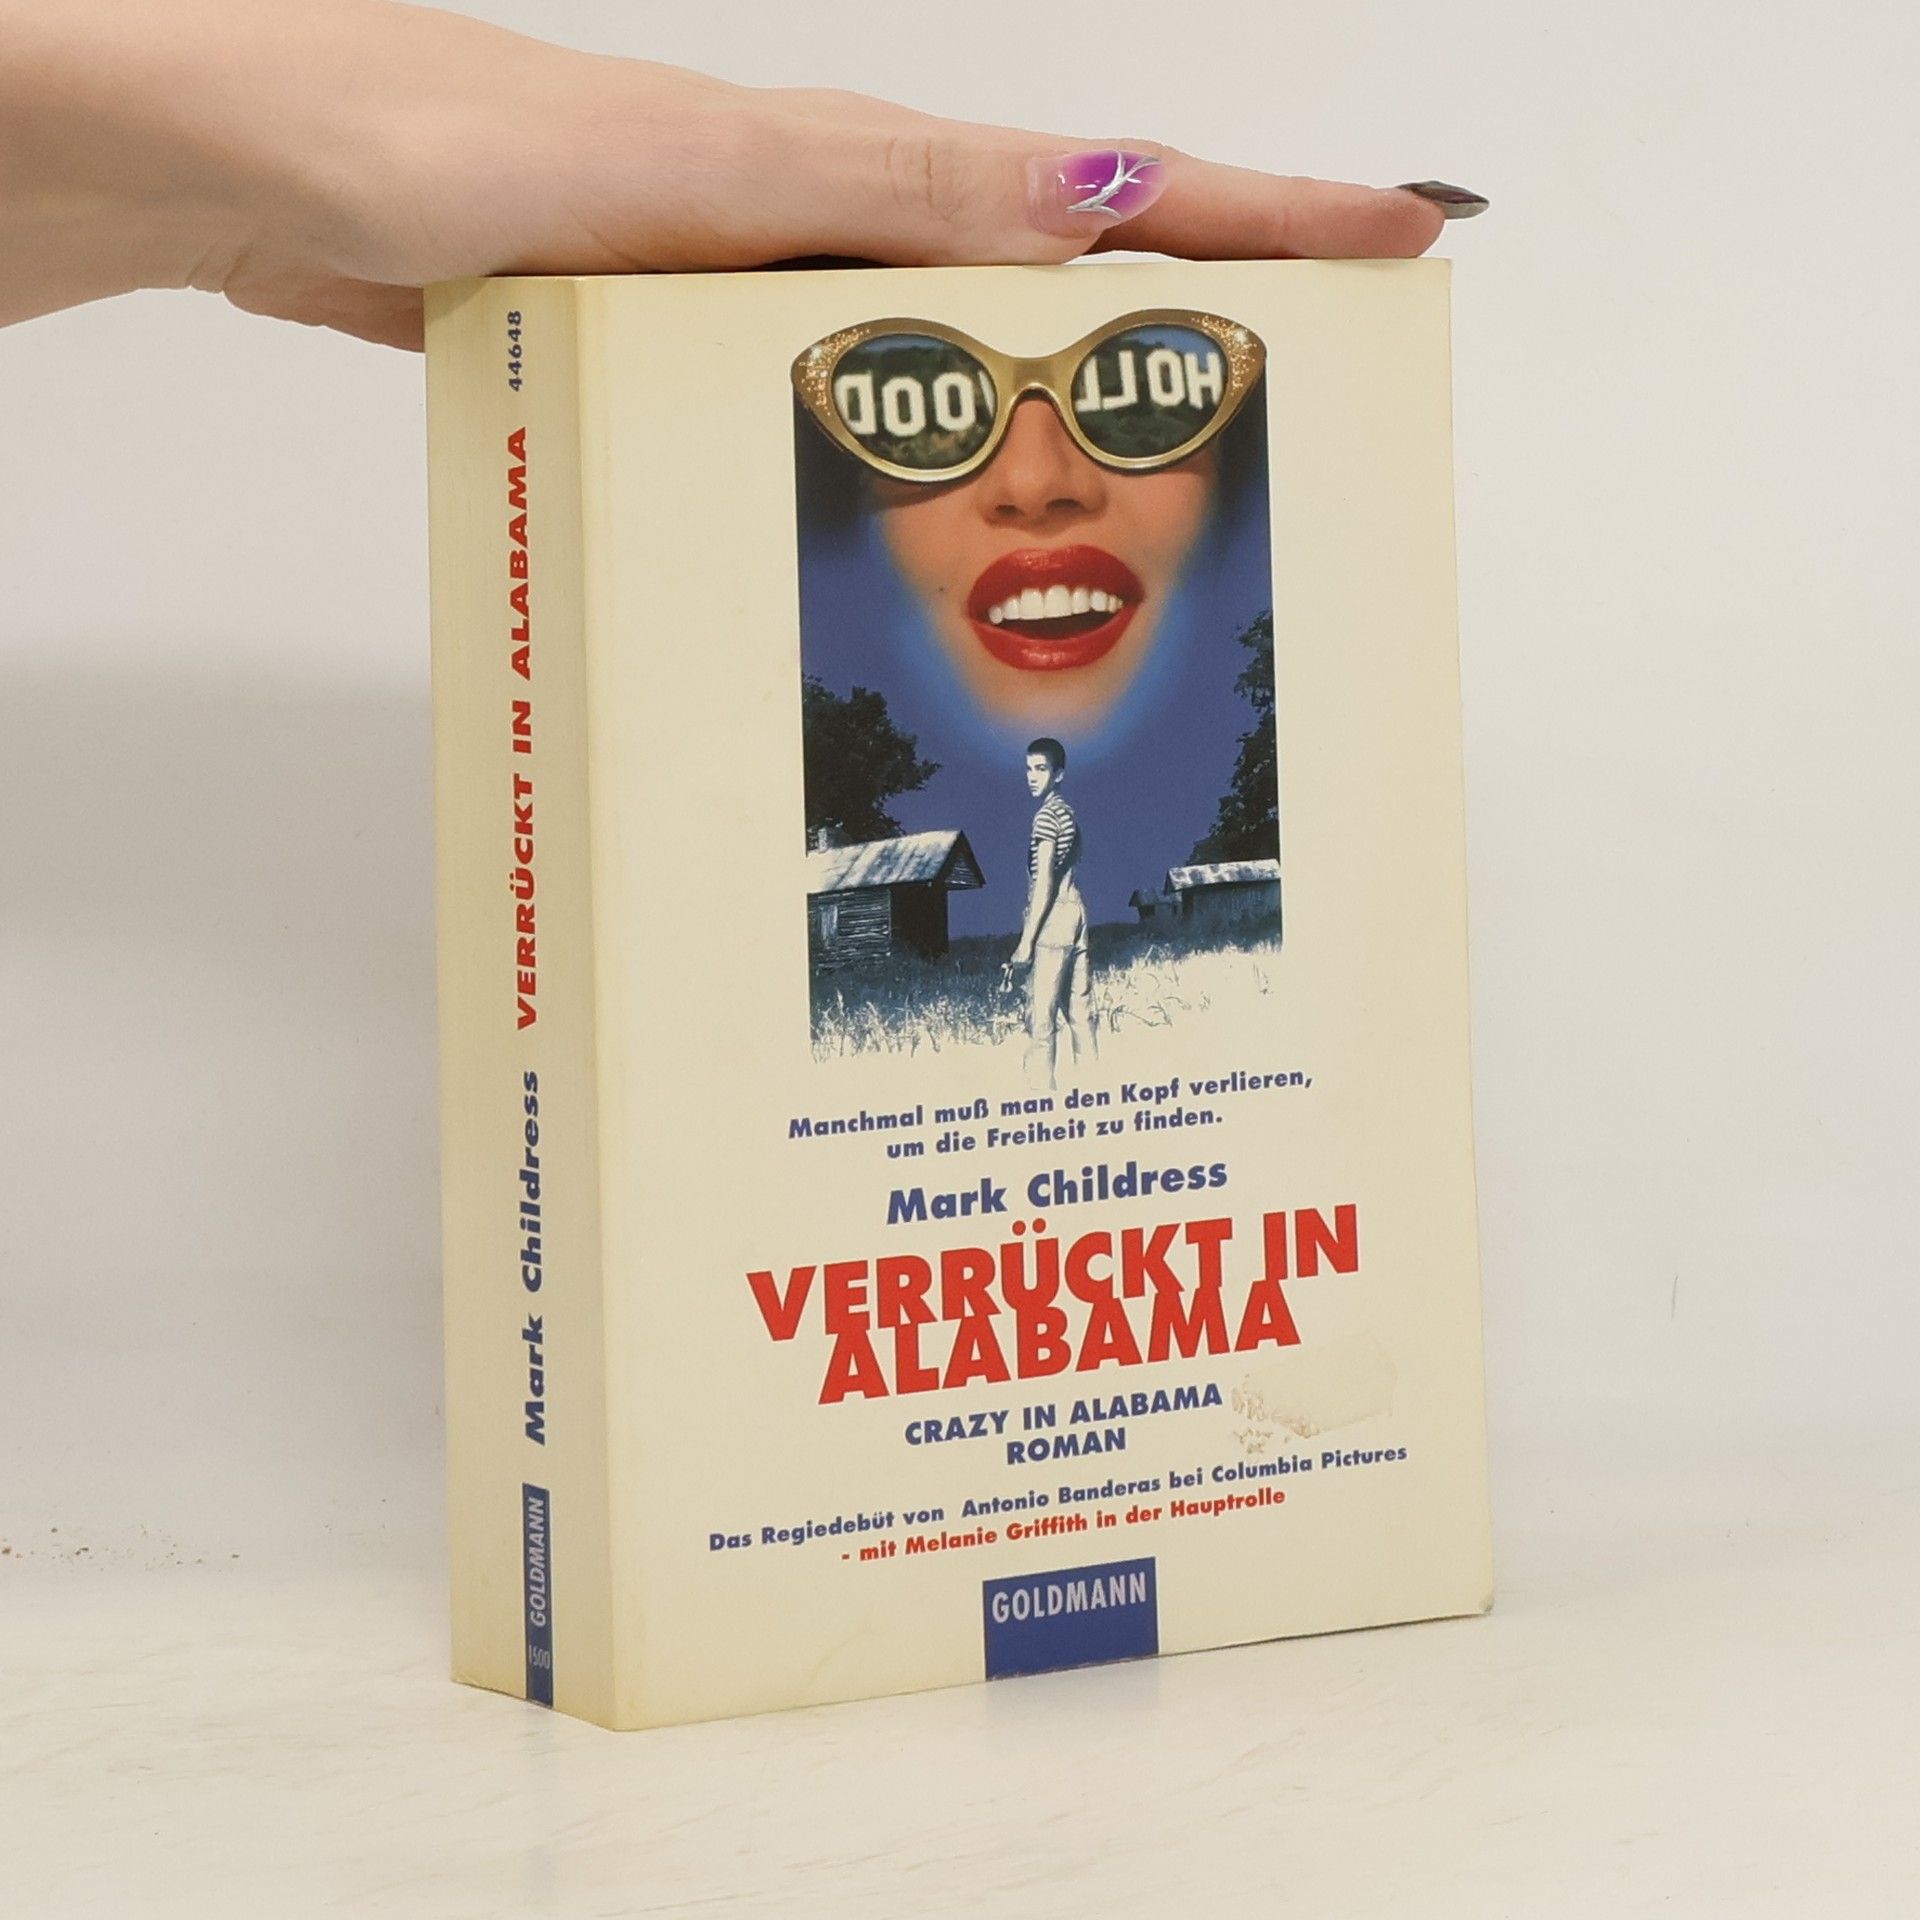 44648
Mark Childress VERRÜCKT IN ALABAMA
GOLDMANN
1500
OOD
HOLL
Manchmal muß man den Kopf verlieren,
um die Freiheit zu finden.
Mark Childress
VERRÜCKT IN
ALABAMA
CRAZY IN ALABAMA
ROMAN
Das Regiedebüt von Antonio Banderas bei Columbia Pictures
- mit Melanie Griffith in der Hauptrolle
GOLDMANN